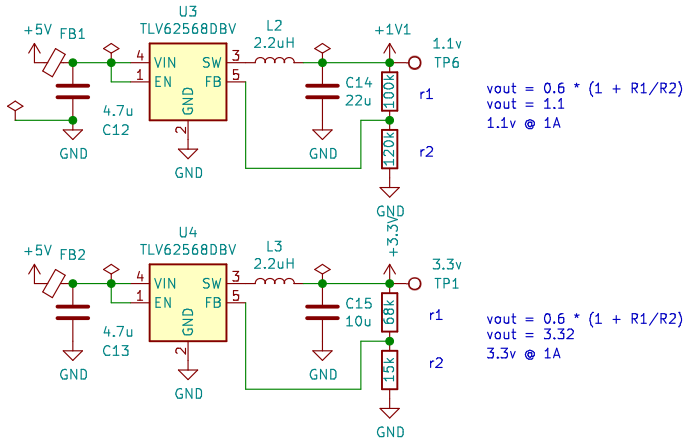 U3
TLV62568DBV
+5V
FB1
L2
2.2uH
+1V1
1.1v
TP6
4
VIN
SW
3
1
EN
FB
5
GND
2
GND
4.7u
C12
GND
C14
22u
GND
100k
r1
120k
r2
GND
vout = 0.6 * (1 + R1/R2)
vout = 1.1
1.1v @ 1A
U4
TLV62568DBV
+5V
FB2
L3
2.2uH
+3.3V
3.3v
TP1
4
VIN
SW
3
1
EN
FB
5
GND
2
GND
4.7u
C13
GND
C15
10u
GND
68k
r1
15k
r2
GND
vout = 0.6 * (1 + R1/R2)
vout = 3.32
3.3v @ 1A